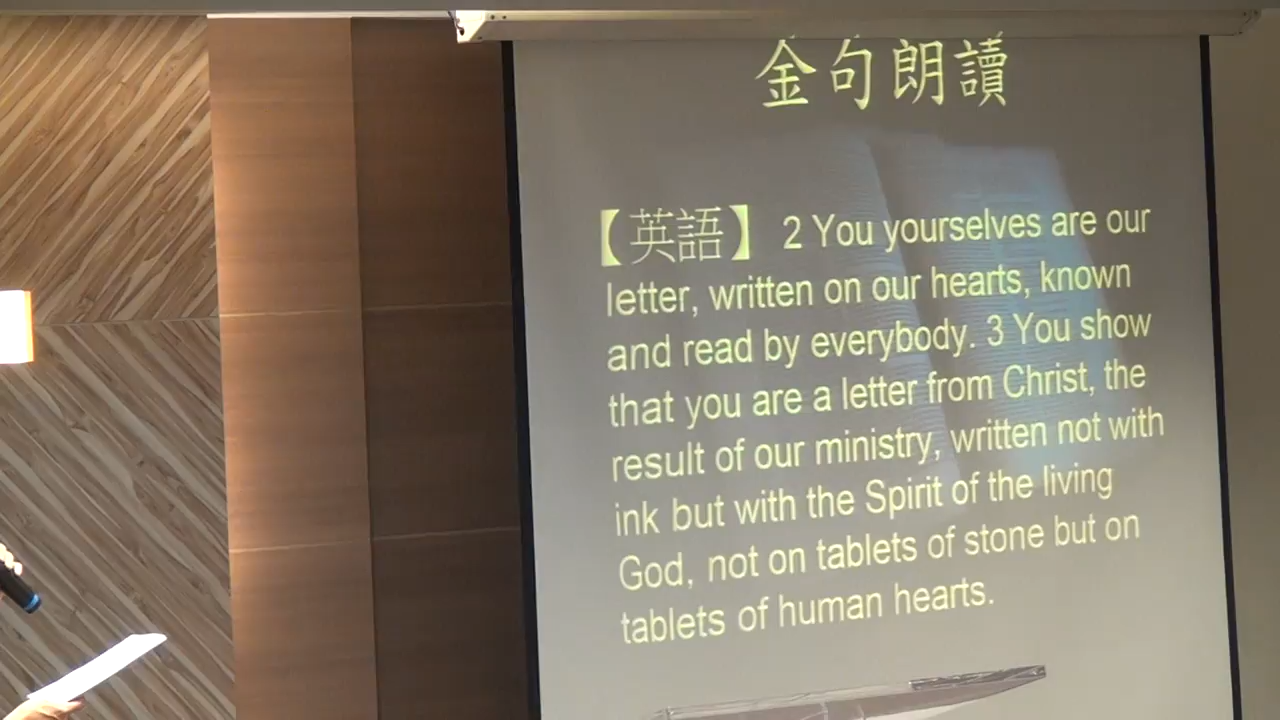 金句朗讀
【英語】 2 You yourselves are our
letter, written on our hearts, known
and read by everybody. 3 You show
that you are a letter from Christ, the
result of our ministry, written not with
ink but with the Spirit of the living
God, not on tablets of stone but on
tablets of human hearts.